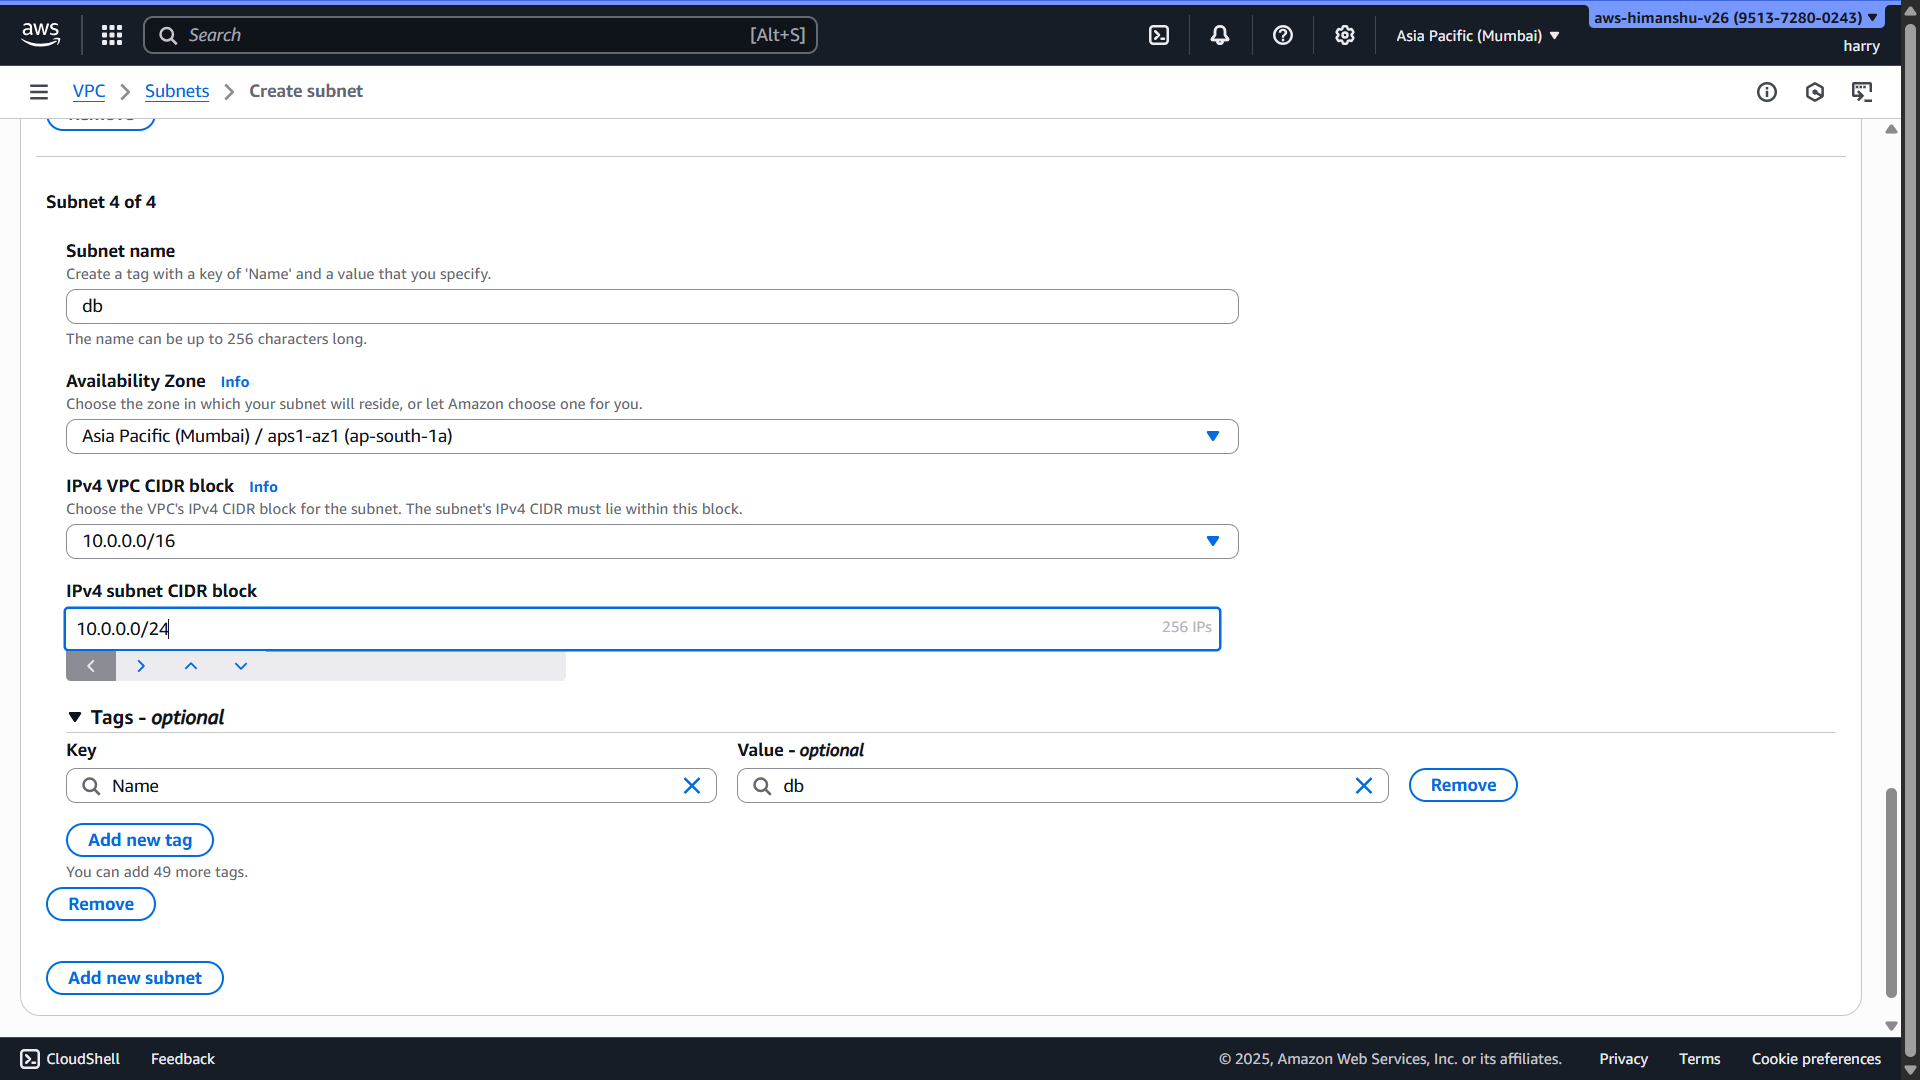 aws
Search
[Alt+S]
Asia Pacific (Mumbai)
aws-himanshu-v26 (9513-7280-0243)
harry
VPC
Subnets
Create subnet
Subnet 4 of 4
Subnet name
Create a tag with a key of 'Name' and a value that you specify.
db
The name can be up to 256 characters long.
Availability Zone Info
Choose the zone in which your subnet will reside, or let Amazon choose one for you.
Asia Pacific (Mumbai) / aps1-az1 (ap-south-1a)
IPv4 VPC CIDR block Info
Choose the VPC's IPv4 CIDR block for the subnet. The subnet's IPv4 CIDR must lie within this block.
10.0.0.0/16
IPv4 subnet CIDR block
10.0.0.0/24
256 IPs
Tags - optional
Key
Value - optional
Name
db
Remove
Add new tag
You can add 49 more tags.
Remove
Add new subnet
CloudShell
Feedback
© 2025, Amazon Web Services, Inc. or its affiliates.
Privacy
Terms
Cookie preferences